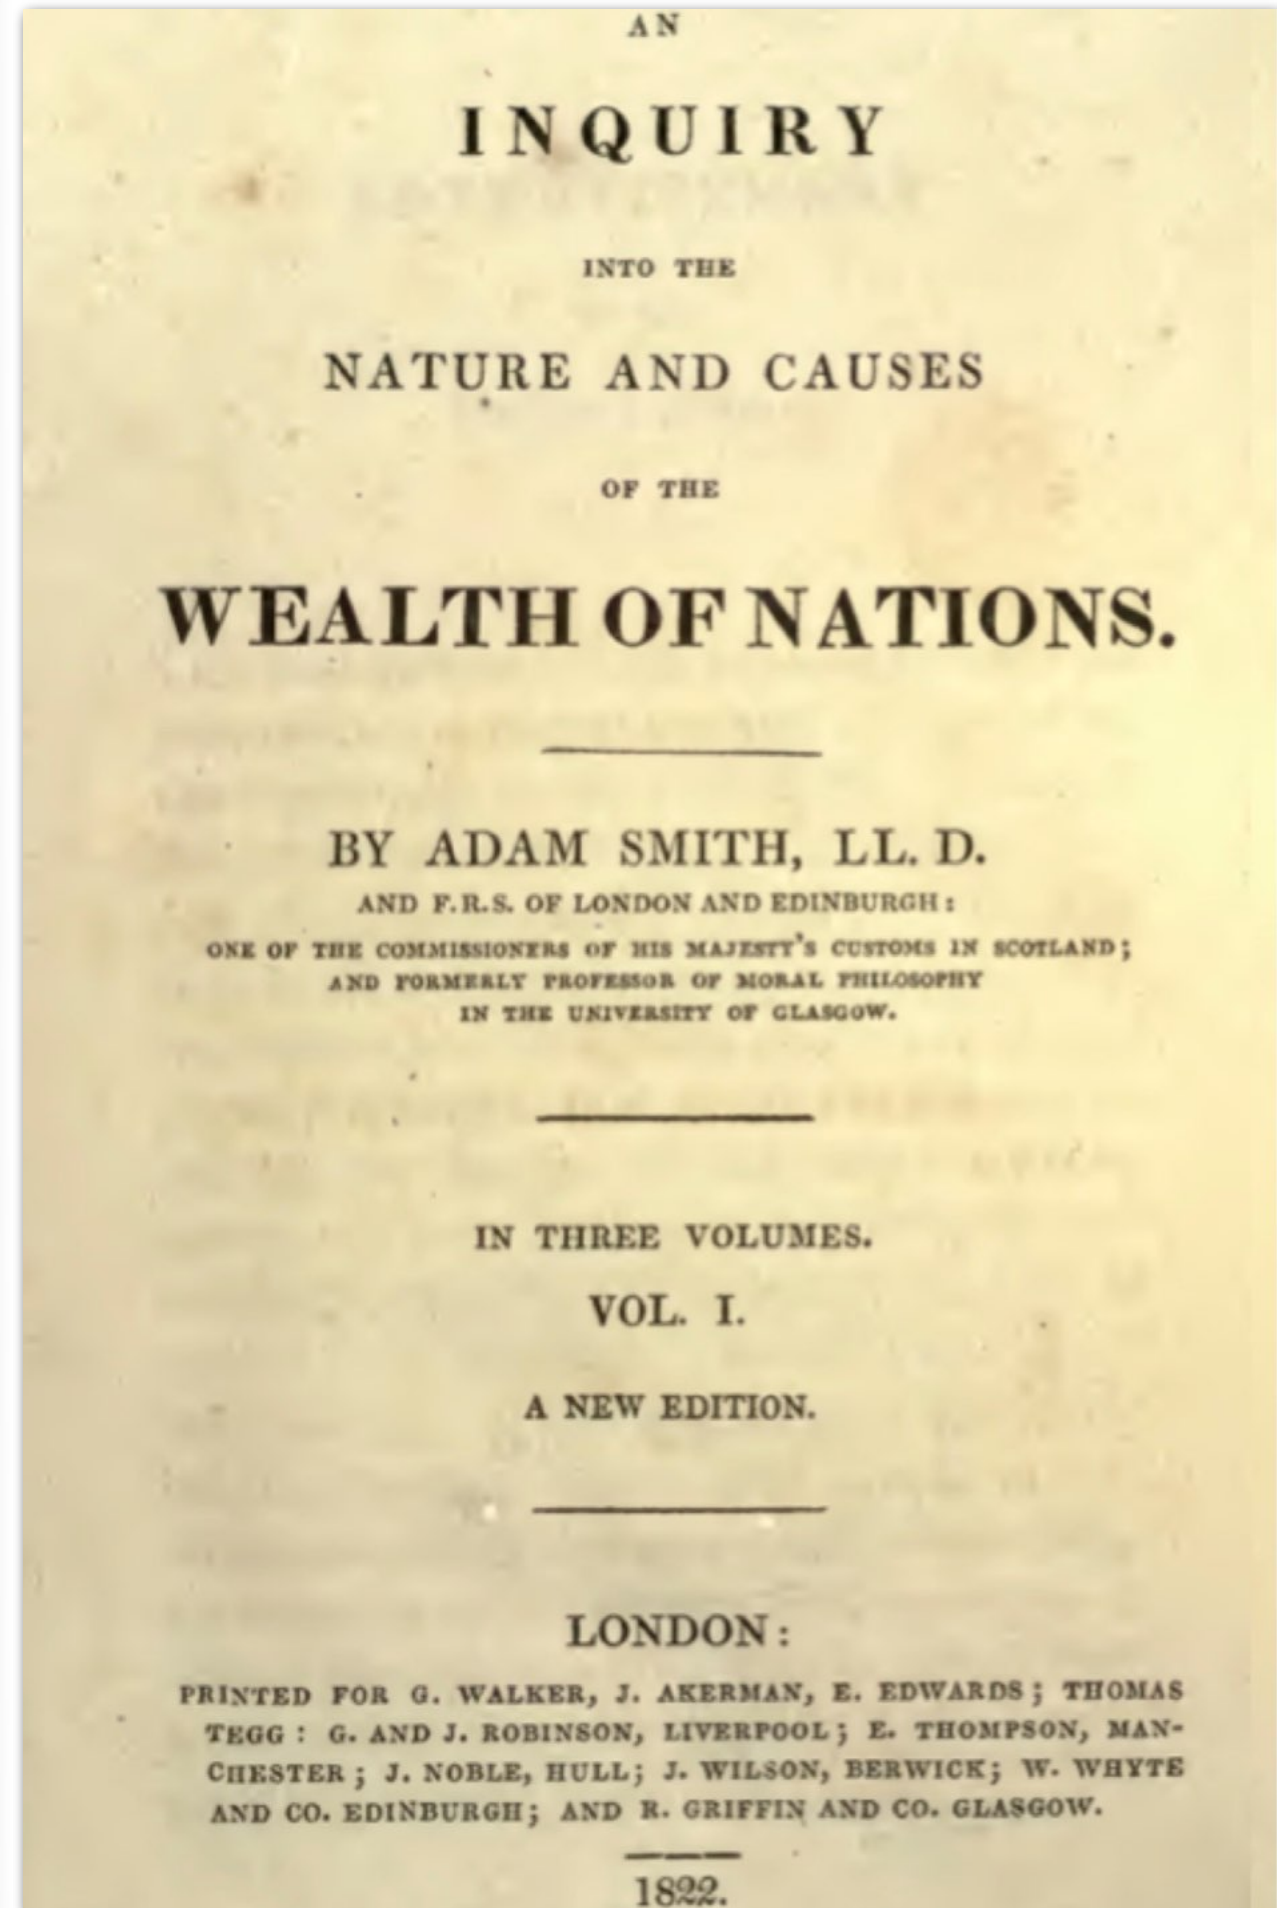 AN
INQUIRY
INTO THE
NATURE AND CAUSES
OF THE
WEALTH OF NATIONS.
BY ADAM SMITH, LL. D.
AND F.R.S. OF LONDON AND EDINBURGH:
ONE OF THE COMMISSIONERS OF HIS MAJESTY'S CUSTOMS IN SCOTLAND;
AND FORMERLY PROFESSOR OF MORAL PHILOSOPHY
IN THE UNIVERSITY OF GLASGOW.
IN THREE VOLUMES.
VOL. I.
A NEW EDITION.
LONDON:
PRINTED FOR G. WALKER, J. AKERMAN, E. EDWARDS; THOMAS
TEGG: G. AND J. ROBINSON, LIVERPOOL; E. THOMPSON, MAN-
CHESTER; J. NOBLE, HULL; J. WILSON, BERWICK; W. WHYTE
AND CO. EDINBURGH; AND R. GRIFFIN AND CO. GLASGOW.
1822.